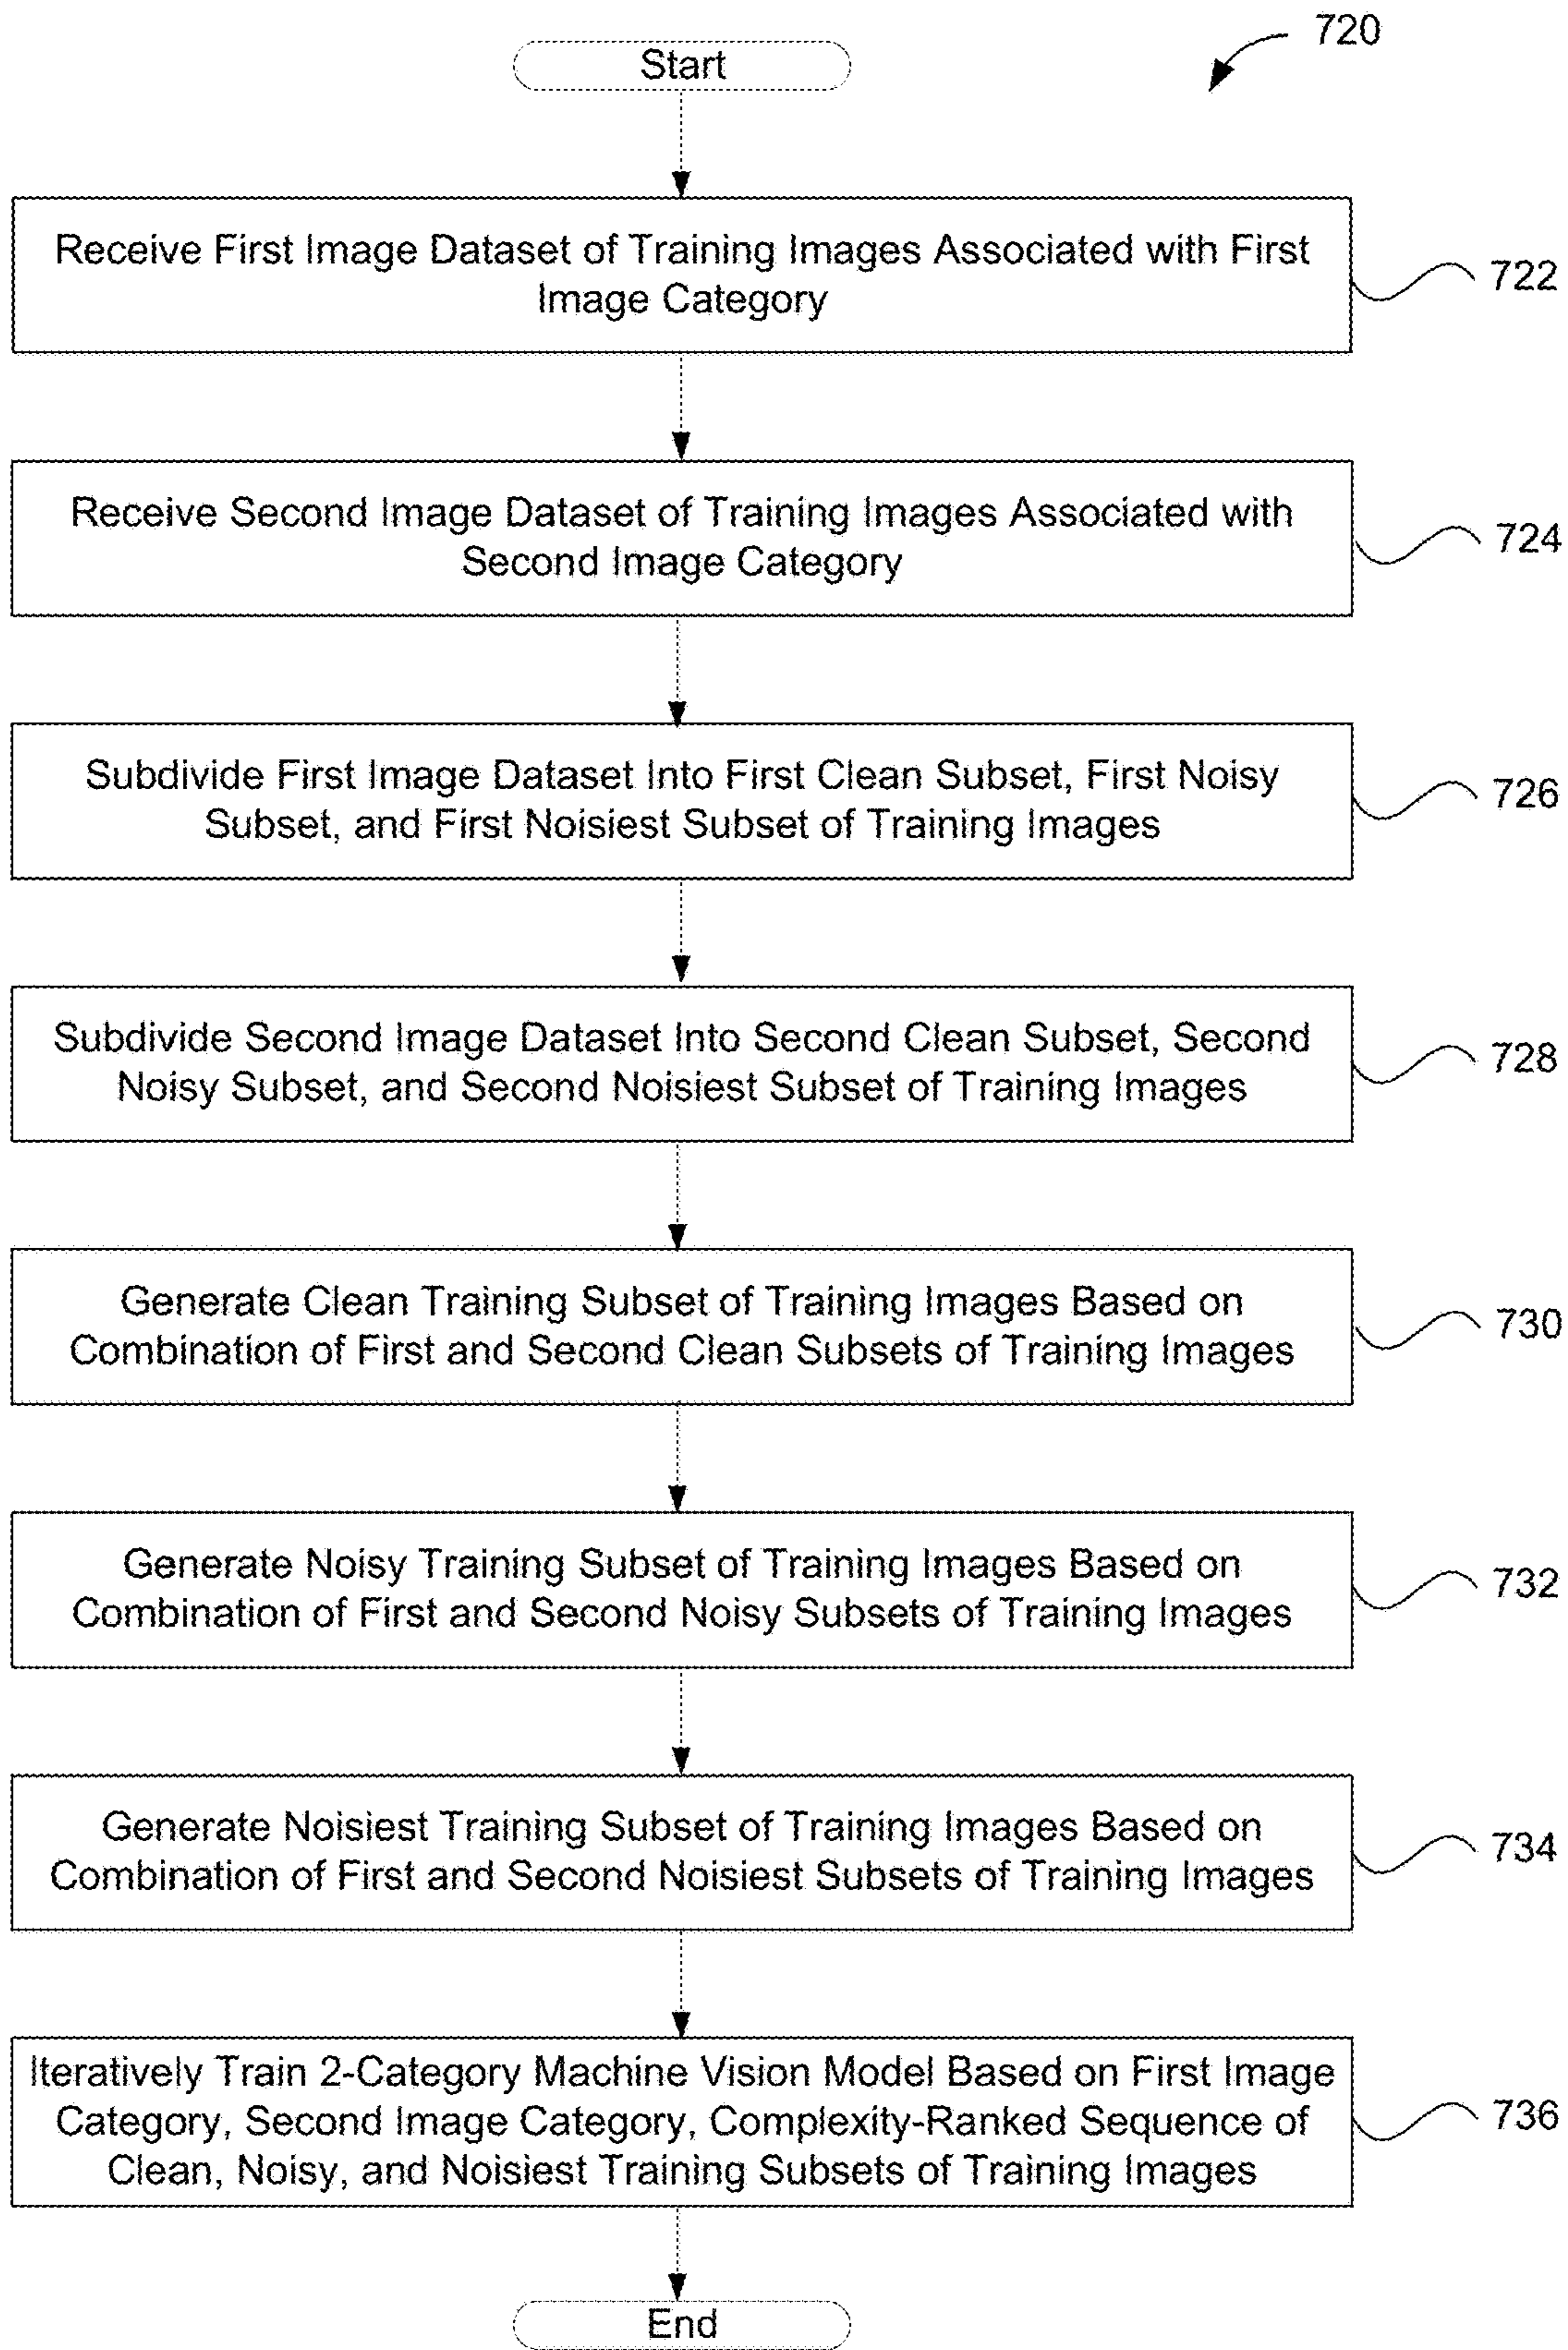 720
Start
Receive First Image Dataset of Training Images Associated with First
Image Category
722
Receive Second Image Dataset of Training Images Associated with
Second Image Category
724
Subdivide First Image Dataset Into First Clean Subset, First Noisy
Subset, and First Noisiest Subset of Training Images
726
Subdivide Second Image Dataset Into Second Clean Subset, Second
Noisy Subset, and Second Noisiest Subset of Training Images
728
Generate Clean Training Subset of Training Images Based on
Combination of First and Second Clean Subsets of Training Images
730
Generate Noisy Training Subset of Training Images Based on
Combination of First and Second Noisy Subsets of Training Images
732
Generate Noisiest Training Subset of Training Images Based on
Combination of First and Second Noisiest Subsets of Training Images
734
Iteratively Train 2-Category Machine Vision Model Based on First Image
Category, Second Image Category, Complexity-Ranked Sequence of
Clean, Noisy, and Noisiest Training Subsets of Training Images
736
End